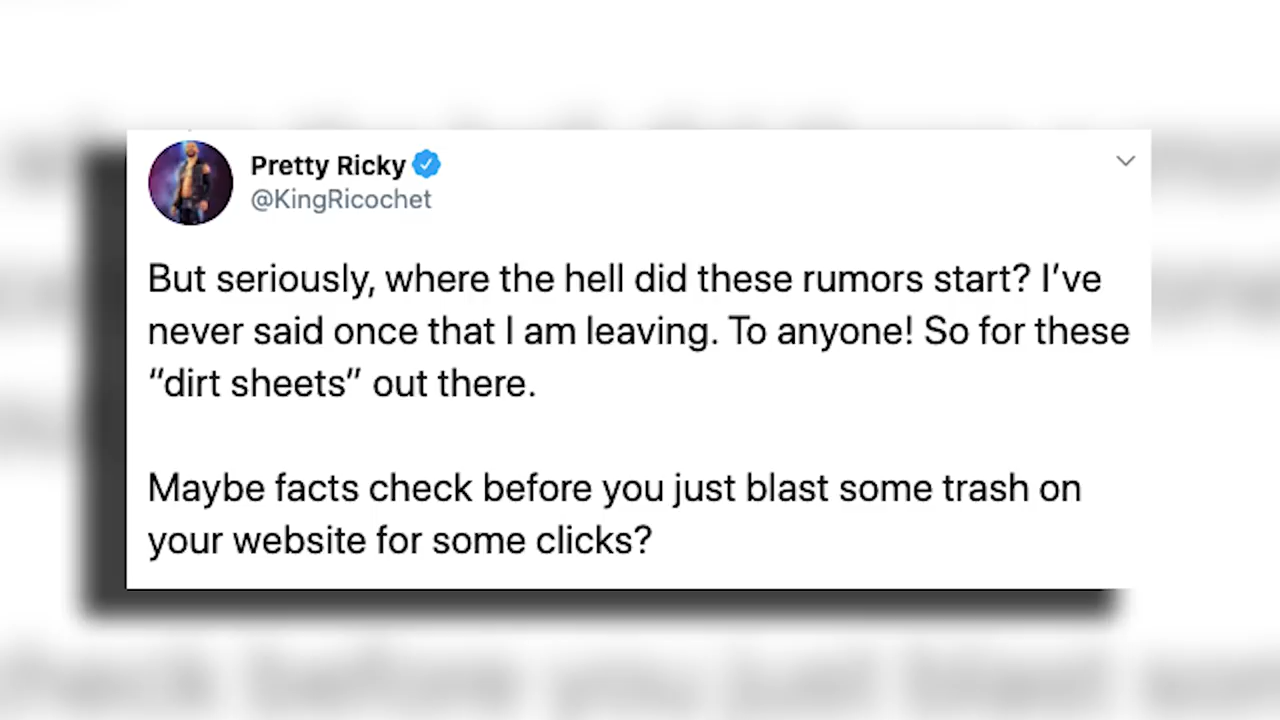 Pretty Ricky
@KingRicochet
But seriously, where the hell did these rumors start? I’ve
never said once that I am leaving. To anyone! So for these
“dirt sheets” out there.
Maybe facts check before you just blast some trash on
your website for some clicks?